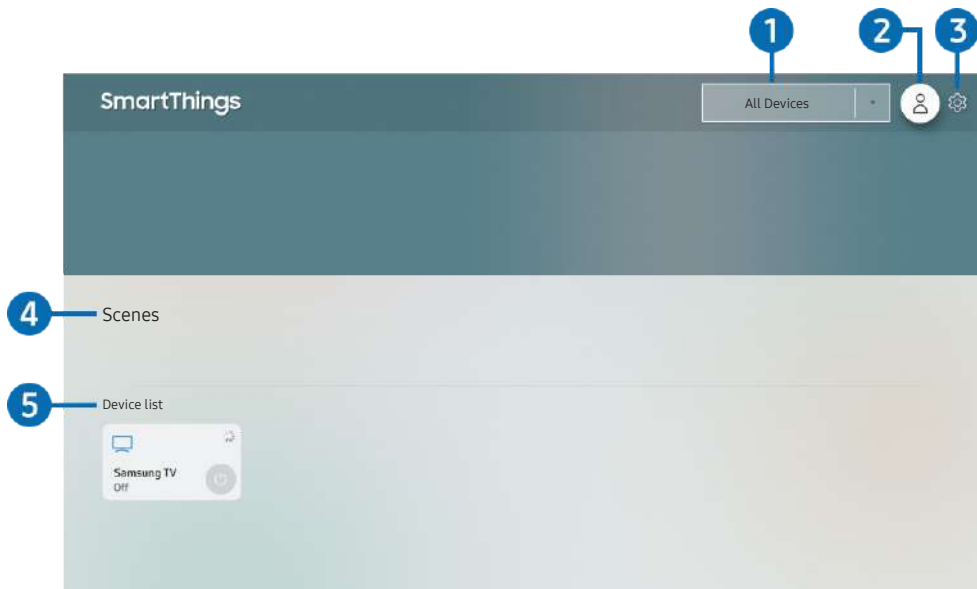 1 2 3
SmartThings
All Devices
4 Scenes
5 Device list
Samsung TV
Off